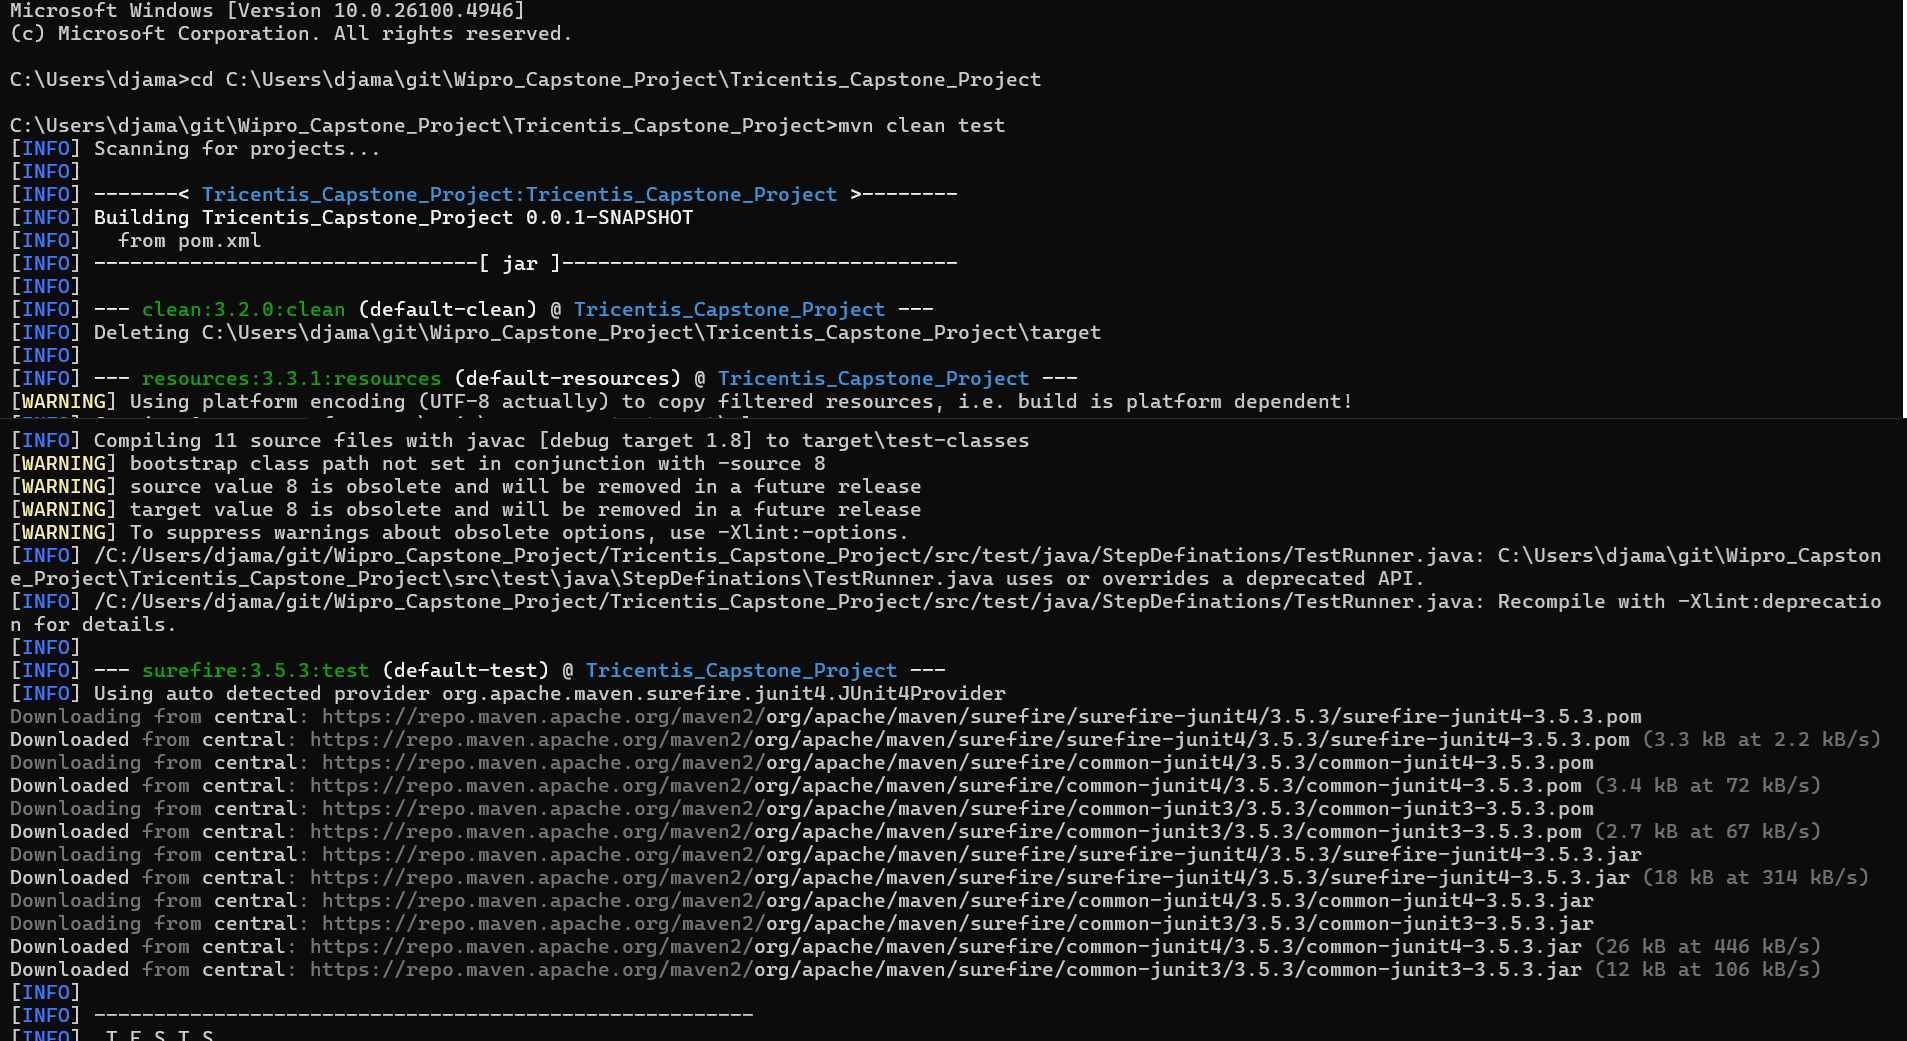 Microsoft Windows [Version 10.0.26100.4946]
(c) Microsoft Corporation. All rights reserved.
C:\Users\djama>cd C:\Users\djama\git\Wipro_Capstone_Project\Tricentis_Capstone_Project
C:\Users\djama\git\Wipro_Capstone_Project\Tricentis_Capstone_Project>mvn clean test
[INFO] Scanning for projects...
[INFO]
[INFO] -------< Tricentis_Capstone_Project:Tricentis_Capstone_Project >--------
[INFO] Building Tricentis_Capstone_Project 0.0.1-SNAPSHOT
[INFO]   from pom.xml
[INFO] --------------------------------[ jar ]---------------------------------
[INFO]
[INFO] --- clean:3.2.0:clean (default-clean) @ Tricentis_Capstone_Project ---
[INFO] Deleting C:\Users\djama\git\Wipro_Capstone_Project\Tricentis_Capstone_Project\target
[INFO]
[INFO] --- resources:3.3.1:resources (default-resources) @ Tricentis_Capstone_Project ---
[WARNING] Using platform encoding (UTF-8 actually) to copy filtered resources, i.e. build is platform dependent!
[INFO] Compiling 11 source files with javac [debug target 1.8] to target\test-classes
[WARNING] bootstrap class path not set in conjunction with -source 8
[WARNING] source value 8 is obsolete and will be removed in a future release
[WARNING] target value 8 is obsolete and will be removed in a future release
[WARNING] To suppress warnings about obsolete options, use -Xlint:-options.
[INFO] /C:/Users/djama/git/Wipro_Capstone_Project/Tricentis_Capstone_Project/src/test/java/StepDefinations/TestRunner.java: C:\Users\djama\git\Wipro_Capston
e_Project\Tricentis_Capstone_Project\src\test\java\StepDefinations\TestRunner.java uses or overrides a deprecated API.
[INFO] /C:/Users/djama/git/Wipro_Capstone_Project/Tricentis_Capstone_Project/src/test/java/StepDefinations/TestRunner.java: Recompile with -Xlint:deprecatio
n for details.
[INFO]
[INFO] --- surefire:3.5.3:test (default-test) @ Tricentis_Capstone_Project ---
[INFO] Using auto detected provider org.apache.maven.surefire.junit4.JUnit4Provider
Downloading from central: https://repo.maven.apache.org/maven2/org/apache/maven/surefire/surefire-junit4/3.5.3/surefire-junit4-3.5.3.pom
Downloaded from central: https://repo.maven.apache.org/maven2/org/apache/maven/surefire/surefire-junit4/3.5.3/surefire-junit4-3.5.3.pom (3.3 kB at 2.2 kB/s)
Downloading from central: https://repo.maven.apache.org/maven2/org/apache/maven/surefire/common-junit4/3.5.3/common-junit4-3.5.3.pom
Downloaded from central: https://repo.maven.apache.org/maven2/org/apache/maven/surefire/common-junit4/3.5.3/common-junit4-3.5.3.pom (3.4 kB at 72 kB/s)
Downloading from central: https://repo.maven.apache.org/maven2/org/apache/maven/surefire/common-junit3/3.5.3/common-junit3-3.5.3.pom
Downloaded from central: https://repo.maven.apache.org/maven2/org/apache/maven/surefire/common-junit3/3.5.3/common-junit3-3.5.3.pom (2.7 kB at 67 kB/s)
Downloading from central: https://repo.maven.apache.org/maven2/org/apache/maven/surefire/surefire-junit4/3.5.3/surefire-junit4-3.5.3.jar
Downloaded from central: https://repo.maven.apache.org/maven2/org/apache/maven/surefire/surefire-junit4/3.5.3/surefire-junit4-3.5.3.jar (18 kB at 314 kB/s)
Downloading from central: https://repo.maven.apache.org/maven2/org/apache/maven/surefire/common-junit4/3.5.3/common-junit4-3.5.3.jar
Downloading from central: https://repo.maven.apache.org/maven2/org/apache/maven/surefire/common-junit3/3.5.3/common-junit3-3.5.3.jar
Downloaded from central: https://repo.maven.apache.org/maven2/org/apache/maven/surefire/common-junit4/3.5.3/common-junit4-3.5.3.jar (26 kB at 446 kB/s)
Downloaded from central: https://repo.maven.apache.org/maven2/org/apache/maven/surefire/common-junit3/3.5.3/common-junit3-3.5.3.jar (12 kB at 106 kB/s)
[INFO]
[INFO] -------------------------------------------------------
[INFO]  T E S T S